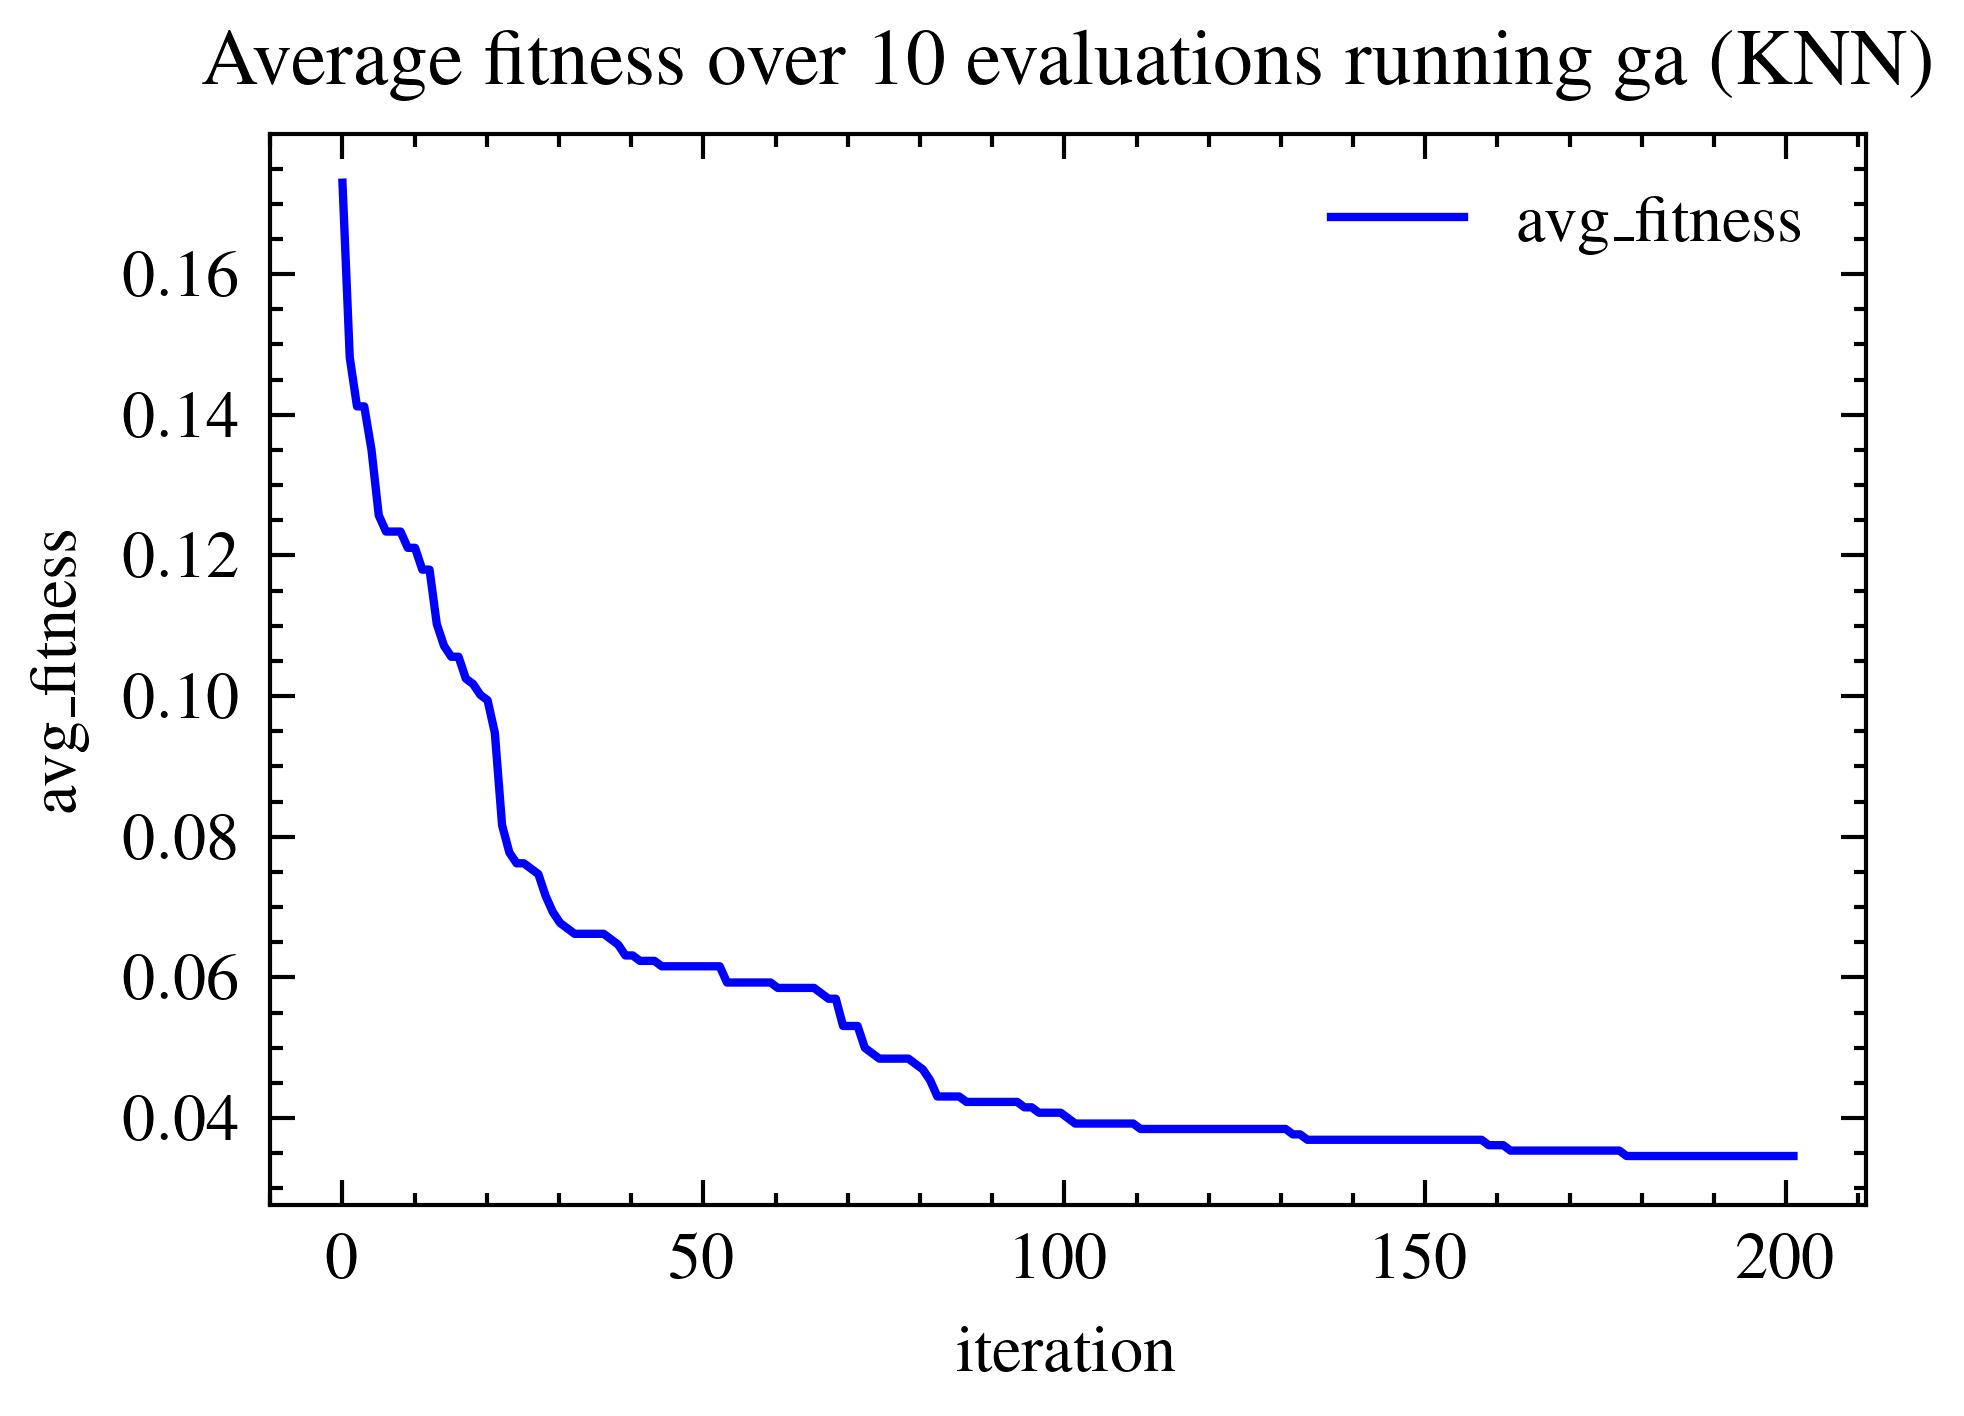 Average fitness over 10 evaluations running ga (KNN)
avg_fitness
avg_fitness
0.16
0.14
0.12
0.10
0.08
0.06
0.04
0 50 100 150 200
iteration